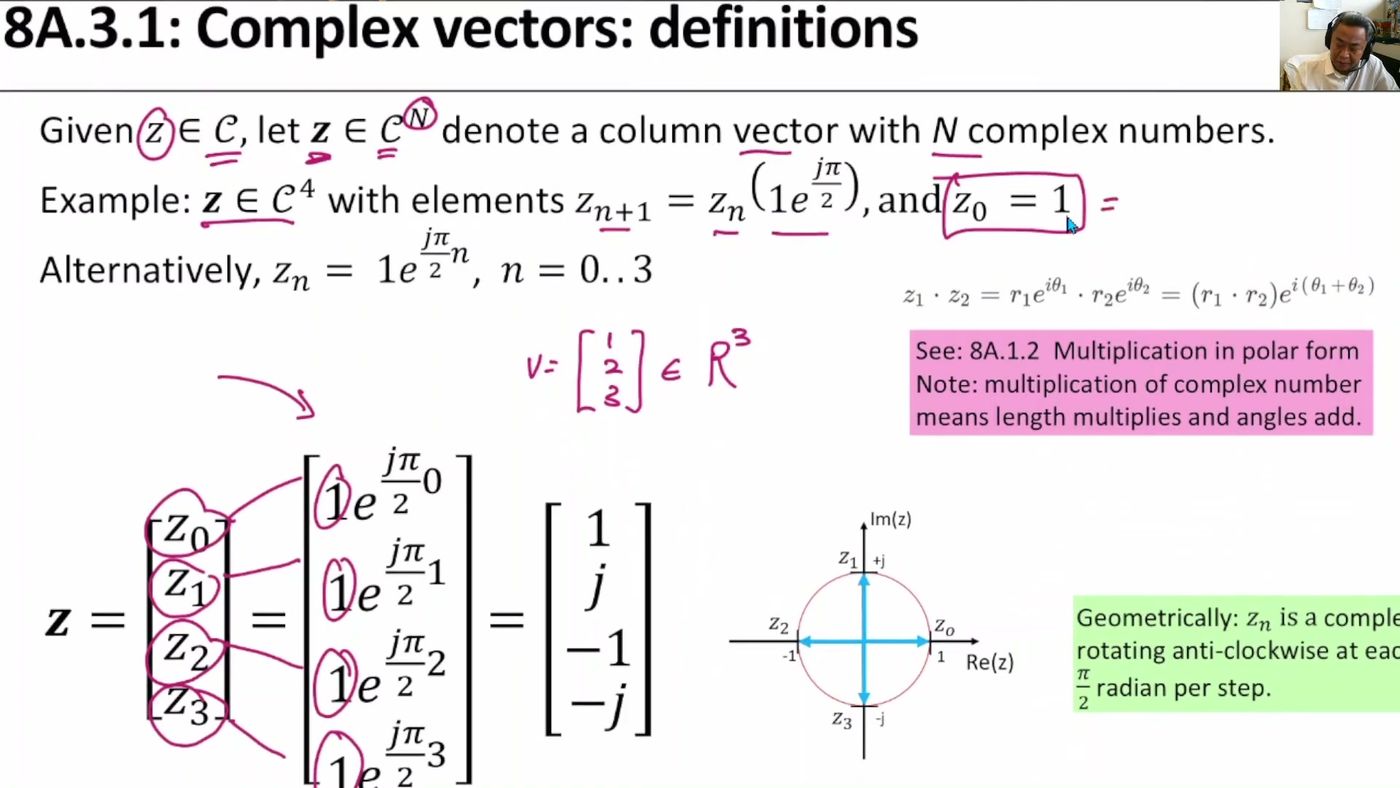 8A.3.1: Complex vectors: definitions
Given z ∈ 𝒞, let 𝐳 ∈ 𝒞^N denote a column vector with N complex numbers.
Example: 𝐳 ∈ 𝒞^4 with elements z_{n+1} = z_n(1e^{jπ/2}), and z_0 = 1 =
Alternatively, z_n = 1e^{jπ/2 n}, n = 0..3
z_1 · z_2 = r_1e^{iθ_1} · r_2e^{iθ_2} = (r_1 · r_2)e^{i(θ_1+θ_2)}
See: 8A.1.2 Multiplication in polar form
Note: multiplication of complex number
means length multiplies and angles add.
V = [1 2 3] ∈ R^3
𝐳 = [z_0 z_1 z_2 z_3] = [1e^{jπ/2 0} 1e^{jπ/2 1} 1e^{jπ/2 2} 1e^{jπ/2 3}] = [1 j −1 −j]
Im(z)
z_1 +j
z_2 z_0
-1 1 Re(z)
z_3 -j
Geometrically: z_n is a comple
rotating anti-clockwise at eac
π/2 radian per step.